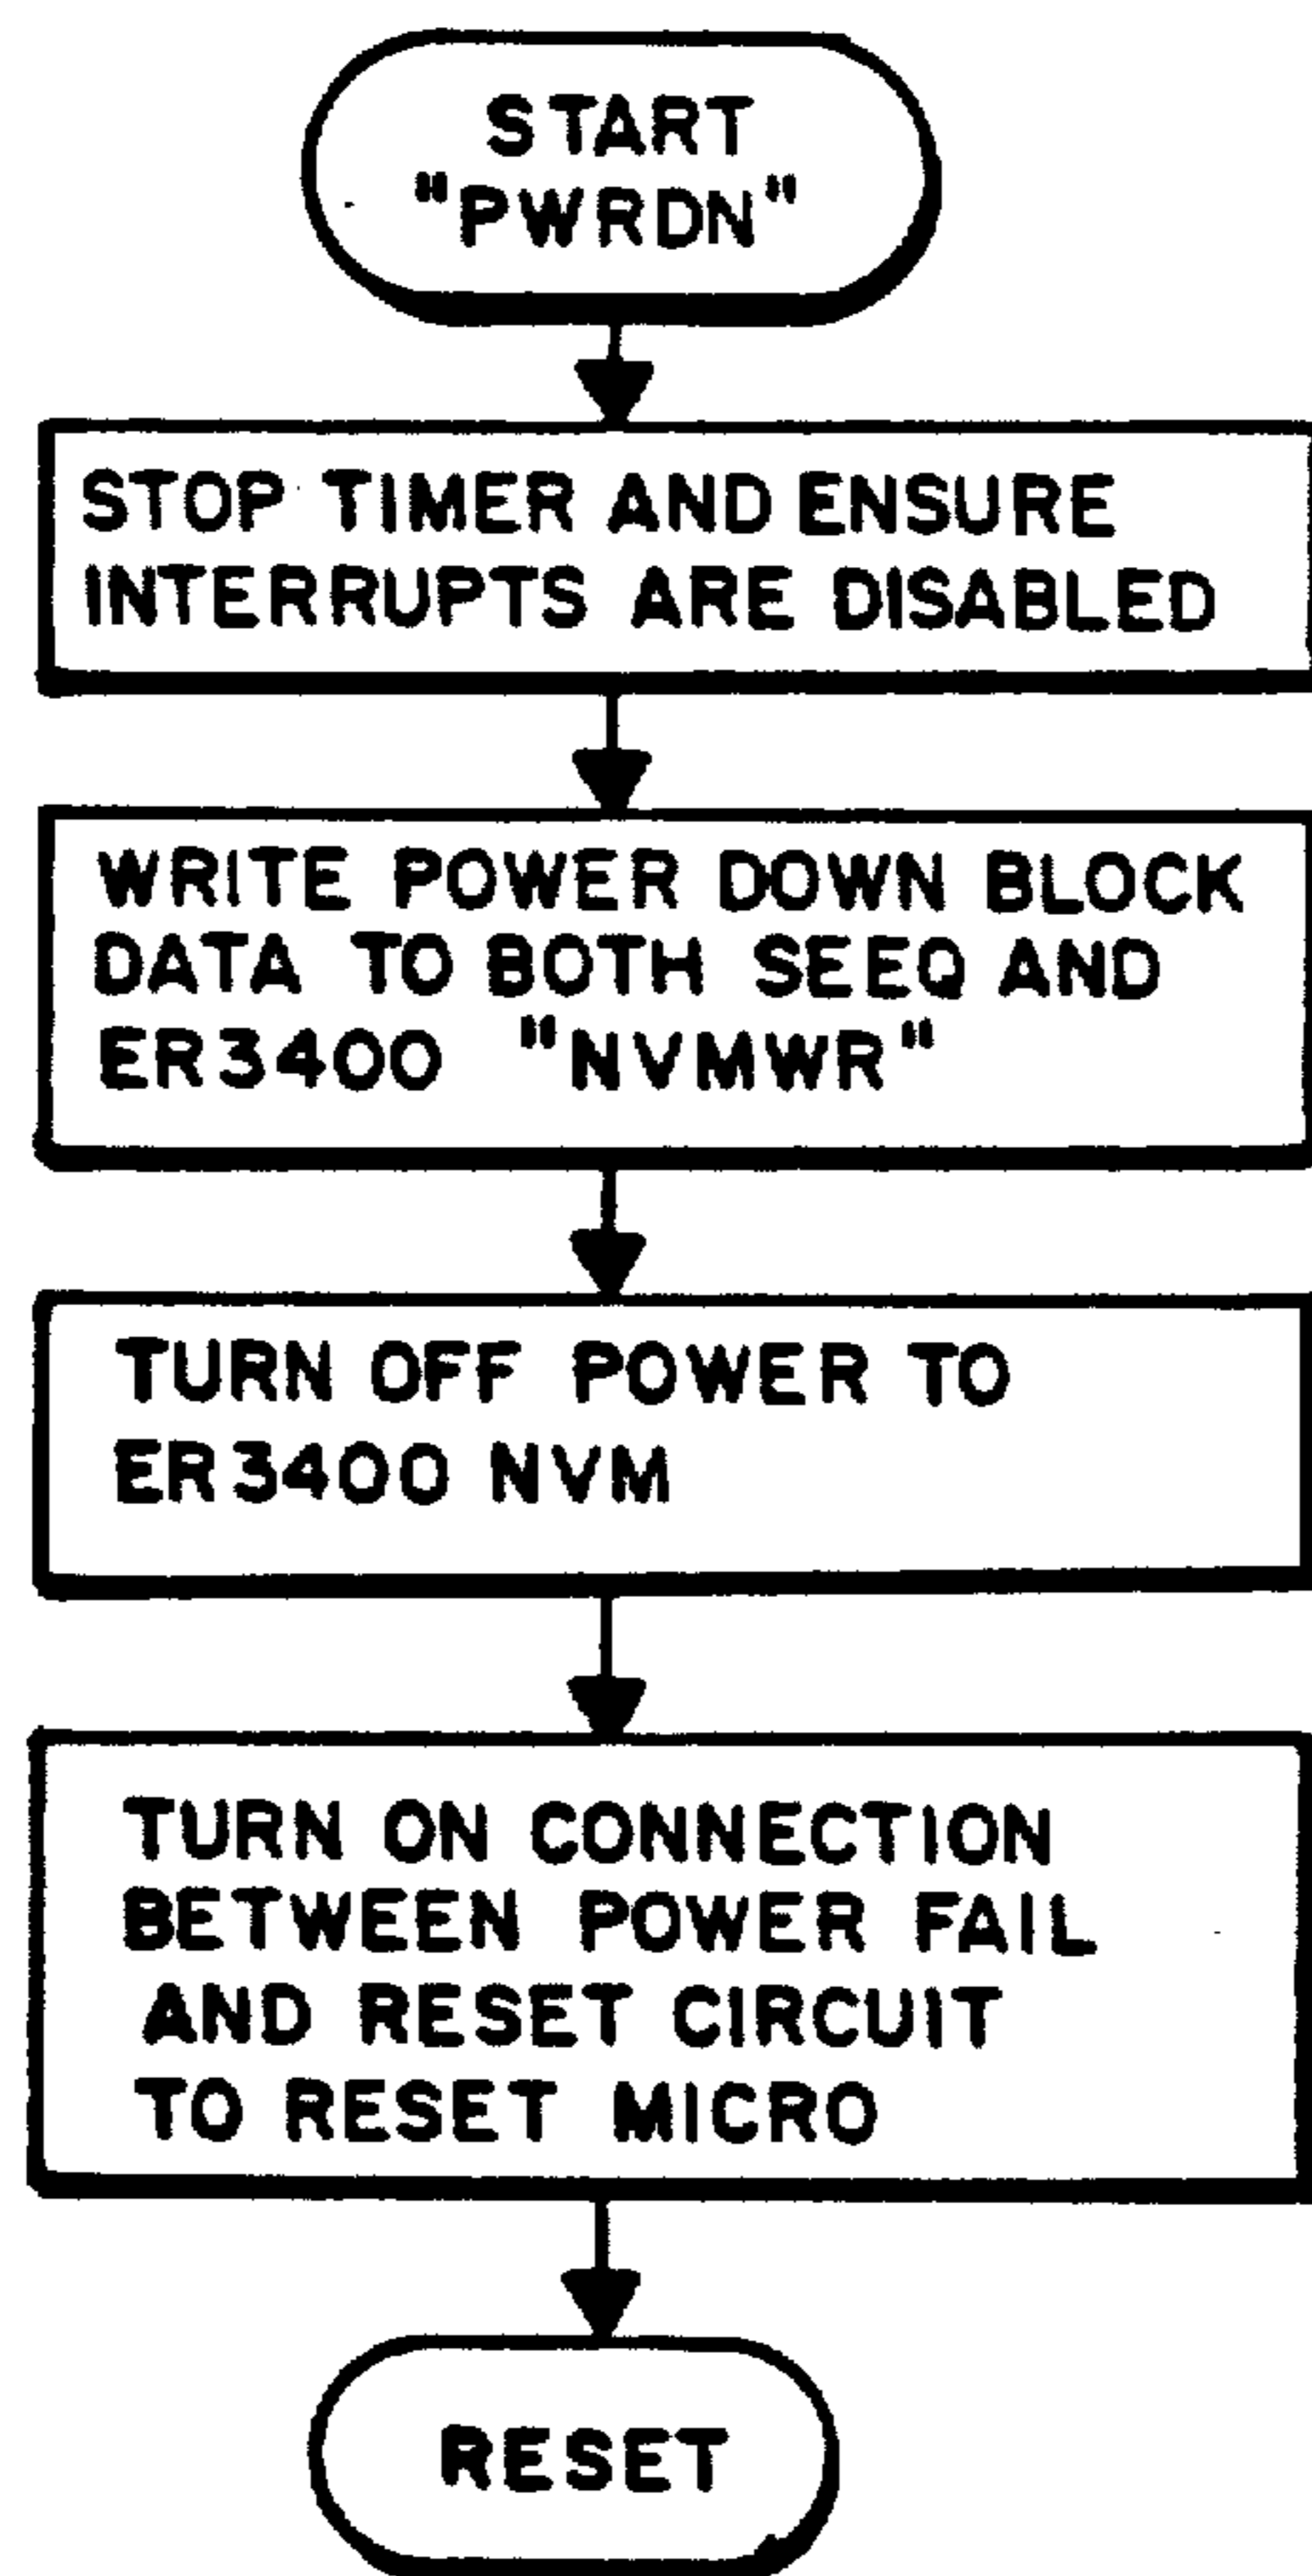 START
"PWRDN"
STOP TIMER AND ENSURE
INTERRUPTS ARE DISABLED
WRITE POWER DOWN BLOCK
DATA TO BOTH SEEQ AND
ER3400 "NVMWR"
TURN OFF POWER TO
ER3400 NVM
TURN ON CONNECTION
BETWEEN POWER FAIL
AND RESET CIRCUIT
TO RESET MICRO
RESET